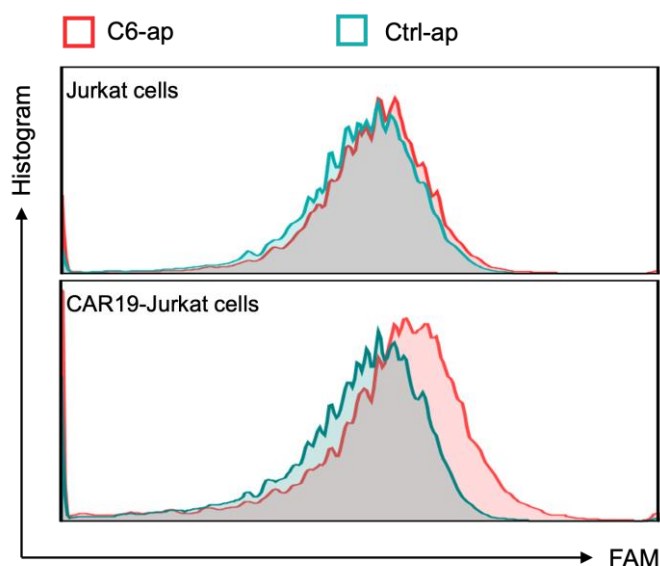 C6-ap
Ctrl-ap
Jurkat cells
Histogram
CAR19-Jurkat cells
FAM